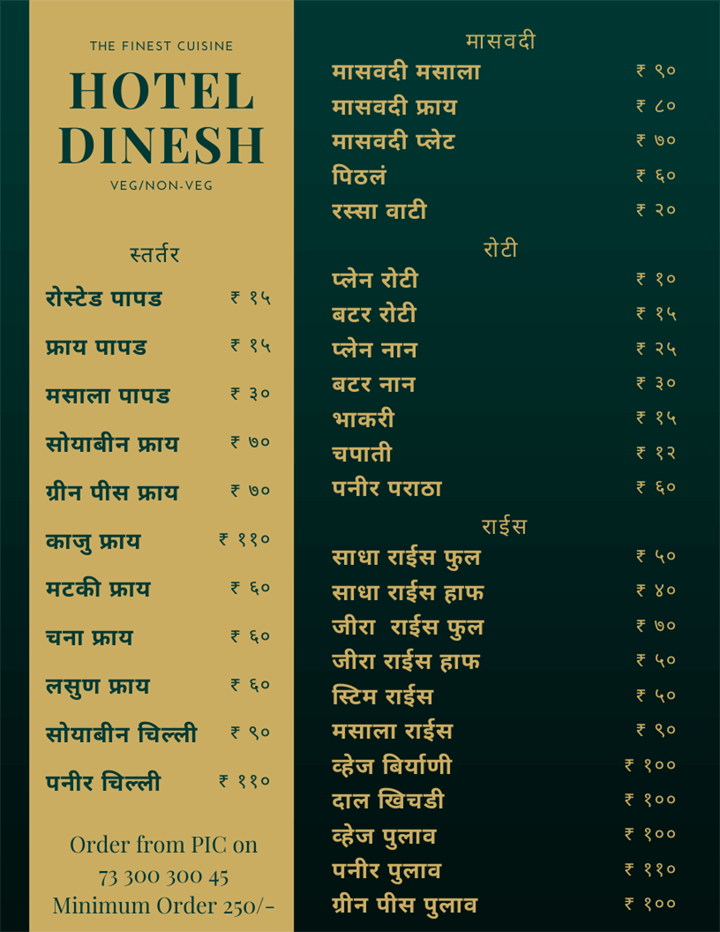 THE FINEST CUISINE
HOTEL
DINESH
VEG/NON-VEG
स्तर्तर
रोस्टेड पापड ₹ १५
फ्राय पापड ₹ १५
मसाला पापड ₹ ३०
सोयाबीन फ्राय ₹ ७०
ग्रीन पीस फ्राय ₹ ७०
काजु फ्राय ₹ ११०
मटकी फ्राय ₹ ६०
चना फ्राय ₹ ६०
लसुण फ्राय ₹ ६०
सोयाबीन चिल्ली ₹ ९०
पनीर चिल्ली ₹ ११०
Order from PIC on
73 300 300 45
Minimum Order 250/-
मासवदी
मासवदी मसाला ₹ ९०
मासवदी फ्राय ₹ ८०
मासवदी प्लेट ₹ ७०
पिठलं ₹ ६०
रस्सा वाटी ₹ २०
रोटी
प्लेन रोटी ₹ १०
बटर रोटी ₹ १५
प्लेन नान ₹ २५
बटर नान ₹ ३०
भाकरी ₹ १५
चपाती ₹ १२
पनीर पराठा ₹ ६०
राईस
साधा राईस फुल ₹ ५०
साधा राईस हाफ ₹ ४०
जीरा राईस फुल ₹ ७०
जीरा राईस हाफ ₹ ५०
स्टिम राईस ₹ ५०
मसाला राईस ₹ ९०
व्हेज बिर्याणी ₹ १००
दाल खिचडी ₹ १००
व्हेज पुलाव ₹ १००
पनीर पुलाव ₹ ११०
ग्रीन पीस पुलाव ₹ १००